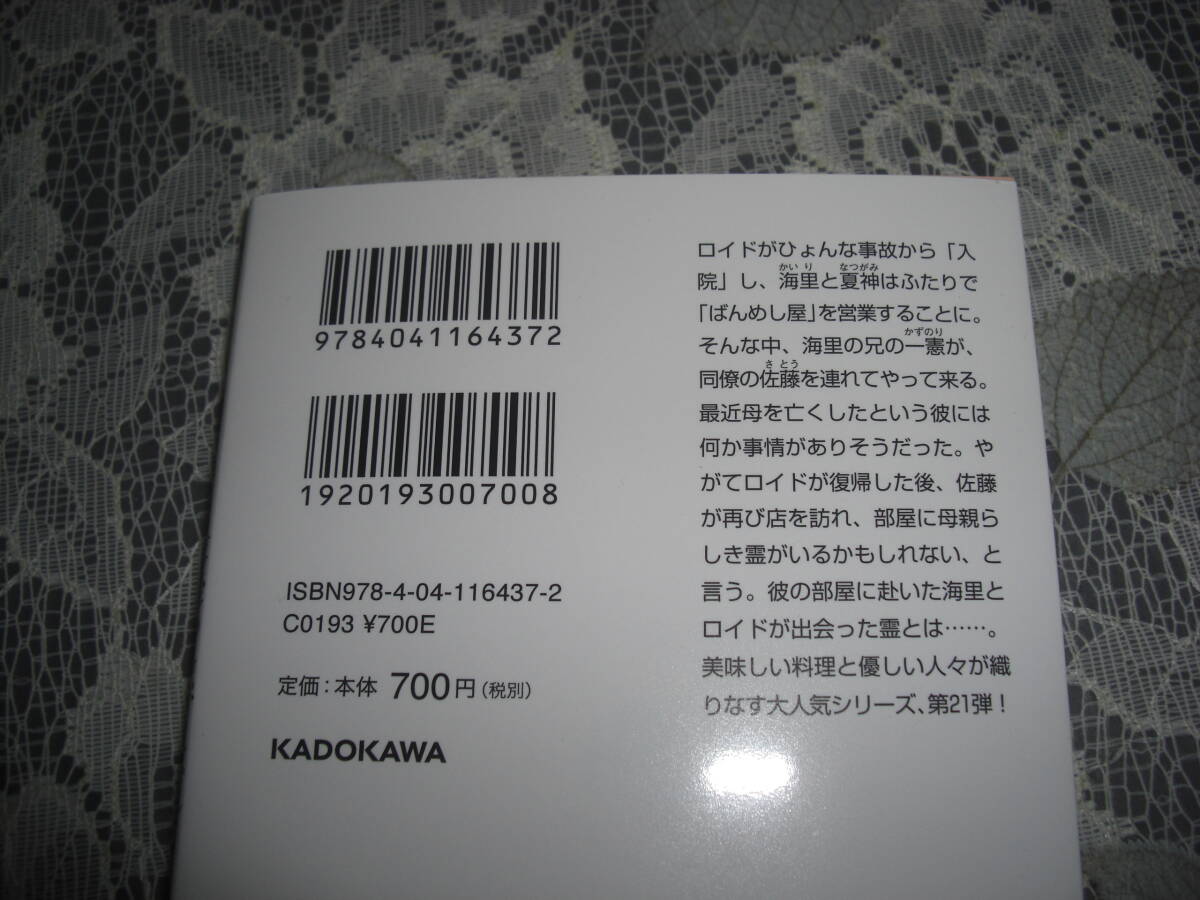 9784041164372
1920193007008
ISBN978-4-04-116437-2
C0193 ¥700E
定価:本体 700円(税別)
KADOKAWA
ロイドがひょんな事故から「入
院」し、海里と夏神はふたりで
「ばんめし屋」を営業することに。
そんな中、海里の兄の一憲が、
同僚の佐藤を連れてやって来る。
最近母を亡くしたという彼には
何か事情がありそうだった。や
がてロイドが復帰した後、佐藤
が再び店を訪れ、部屋に母親ら
しき霊がいるかもしれない、と
言う。彼の部屋に赴いた海里と
ロイドが出会った霊とは……。
美味しい料理と優しい人々が織
りなす大人気シリーズ、第21弾!